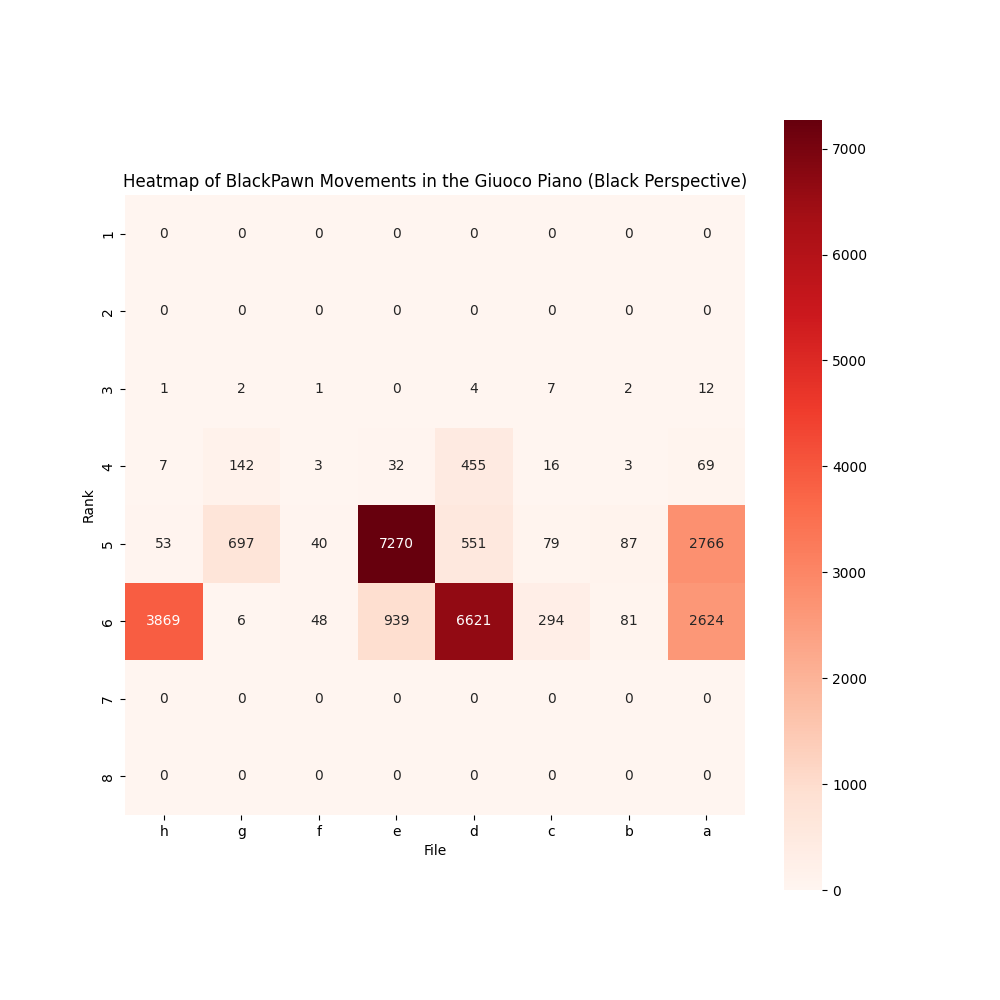 Heatmap of BlackPawn Movements in the Giuoco Piano (Black Perspective)
1 0 0 0 0 0 0 0 0
2 0 0 0 0 0 0 0 0
3 1 2 1 0 4 7 2 12
4 7 142 3 32 455 16 3 69
5 53 697 40 7270 551 79 87 2766
6 3869 6 48 939 6621 294 81 2624
7 0 0 0 0 0 0 0 0
8 0 0 0 0 0 0 0 0
h g f e d c b a
Rank
File
7000
6000
5000
4000
3000
2000
1000
0